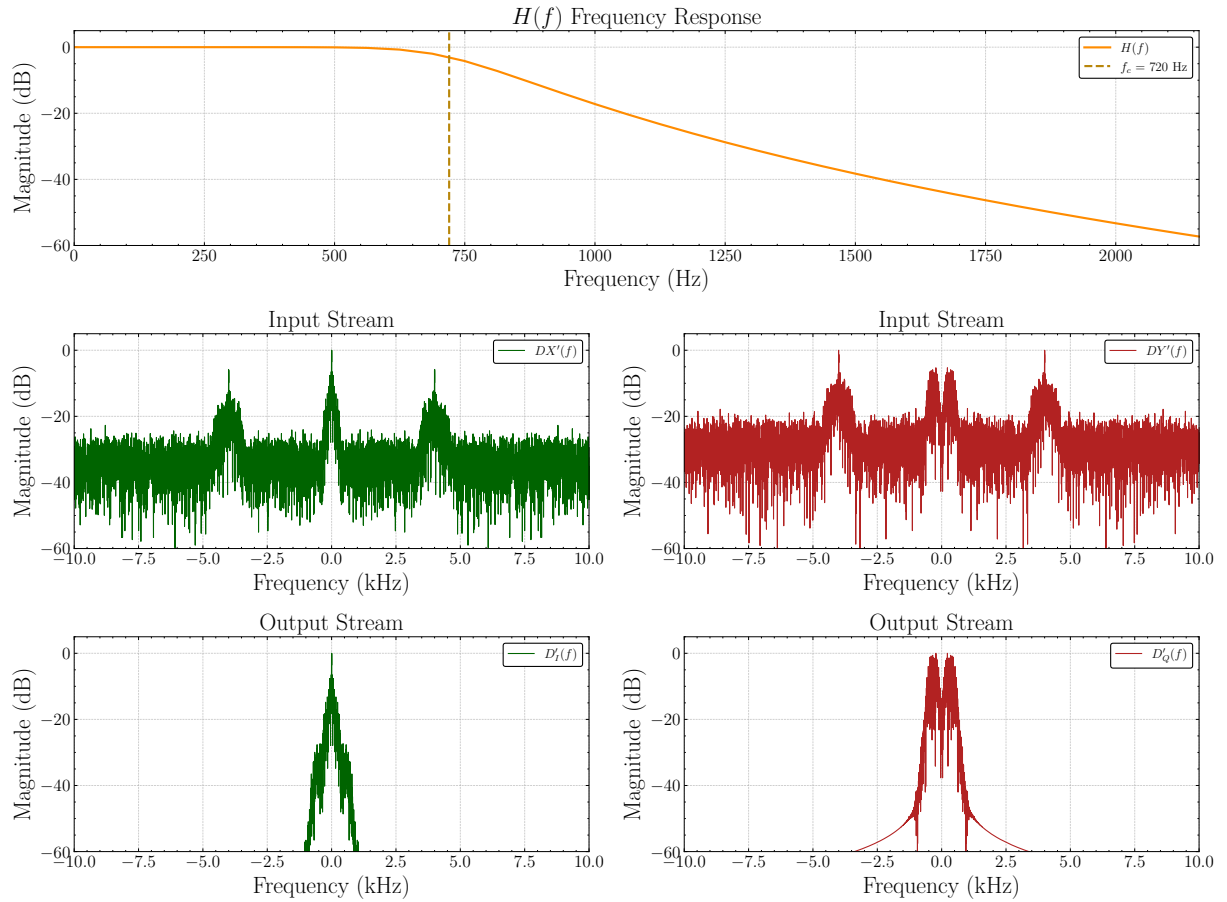 H(f) Frequency Response
Magnitude (dB)
0
−20
−40
−60
H(f)
f_c = 720 Hz
0 250 500 750 1000 1250 1500 1750 2000
Frequency (Hz)
Input Stream
Magnitude (dB)
0
−20
−40
−60
DX′(f)
−10.0 −7.5 −5.0 −2.5 0.0 2.5 5.0 7.5 10.0
Frequency (kHz)
Input Stream
Magnitude (dB)
0
−20
−40
−60
DY′(f)
−10.0 −7.5 −5.0 −2.5 0.0 2.5 5.0 7.5 10.0
Frequency (kHz)
Output Stream
Magnitude (dB)
0
−20
−40
−60
D′_I(f)
−10.0 −7.5 −5.0 −2.5 0.0 2.5 5.0 7.5 10.0
Frequency (kHz)
Output Stream
Magnitude (dB)
0
−20
−40
−60
D′_Q(f)
−10.0 −7.5 −5.0 −2.5 0.0 2.5 5.0 7.5 10.0
Frequency (kHz)